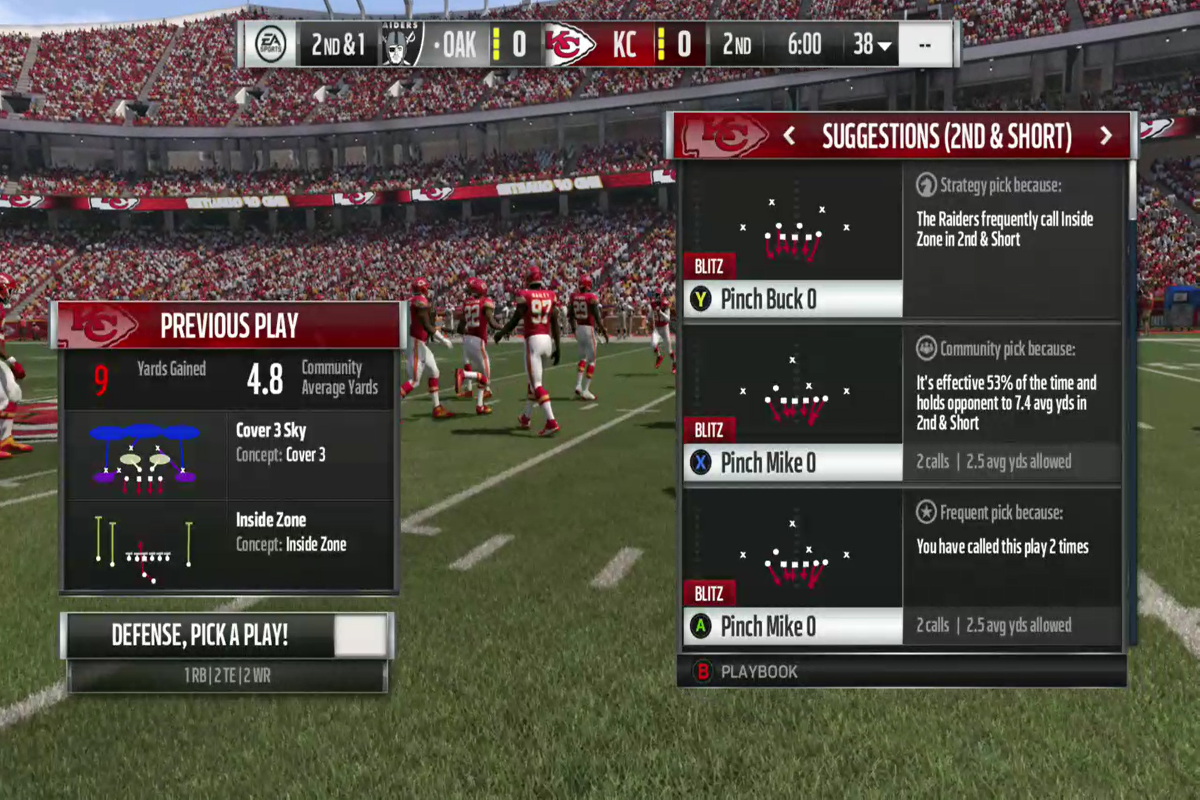 EA
SPORTS
2ND & 1
RAIDERS
OAK
0
KC
0
2ND
6:00
38
--
SUGGESTIONS (2ND & SHORT)
BLITZ
Y Pinch Buck 0
Strategy pick because:
The Raiders frequently call Inside
Zone in 2nd & Short
BLITZ
X Pinch Mike 0
Community pick because:
It's effective 53% of the time and
holds opponent to 7.4 avg yds in
2nd & Short
2 calls | 2.5 avg yds allowed
BLITZ
A Pinch Mike 0
Frequent pick because:
You have called this play 2 times
2 calls | 2.5 avg yds allowed
B PLAYBOOK
PREVIOUS PLAY
9 Yards Gained
4.8 Community
Average Yards
Cover 3 Sky
Concept: Cover 3
Inside Zone
Concept: Inside Zone
DEFENSE, PICK A PLAY!
1 RB | 2 TE | 2 WR
97